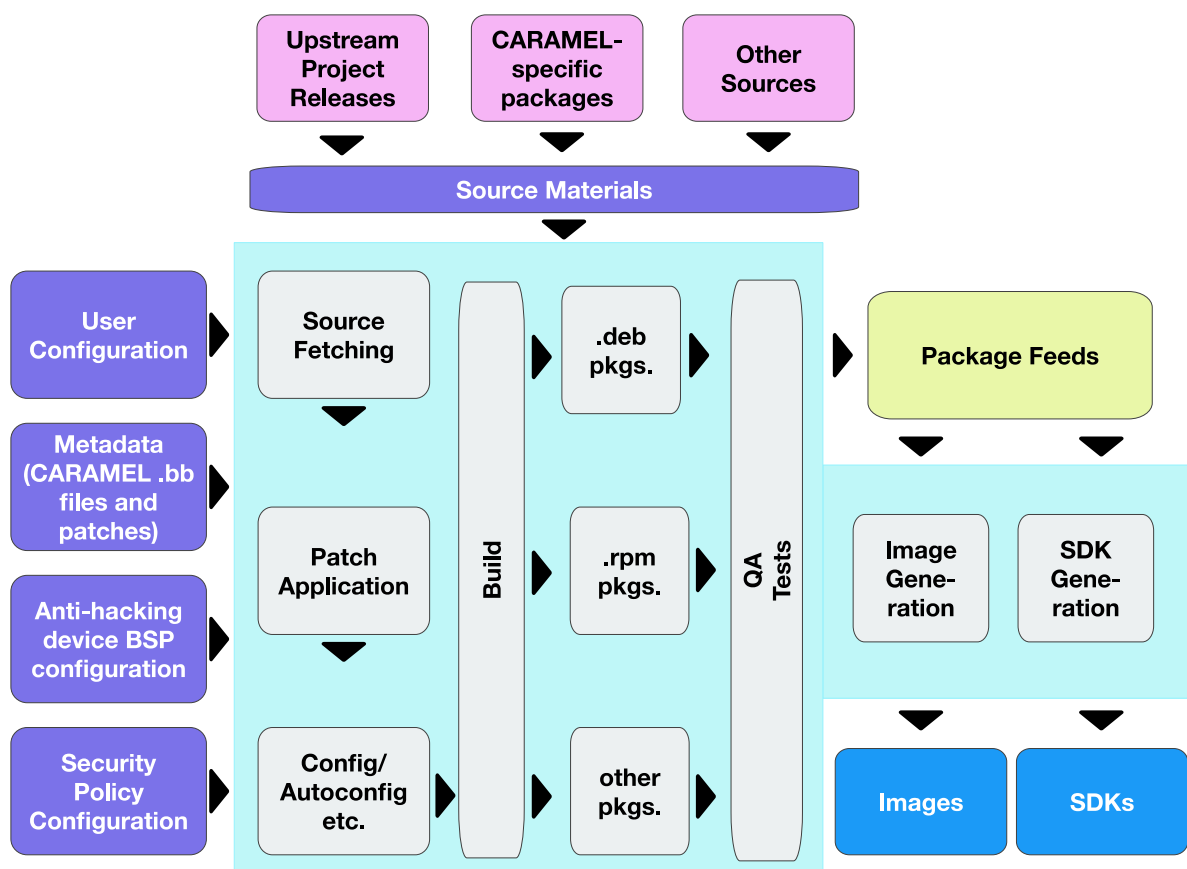 Upstream
Project
Releases
CARAMEL-
specific
packages
Other
Sources
Source Materials
User
Configuration
Source
Fetching
.deb
pkgs.
Package Feeds
Metadata
(CARAMEL .bb
files and
patches)
Patch
Application
Build
.rpm
pkgs.
QA
Tests
Image
Gene-
ration
SDK
Gene-
ration
Anti-hacking
device BSP
configuration
Security
Policy
Configuration
Config/
Autoconfig
etc.
other
pkgs.
Images
SDKs